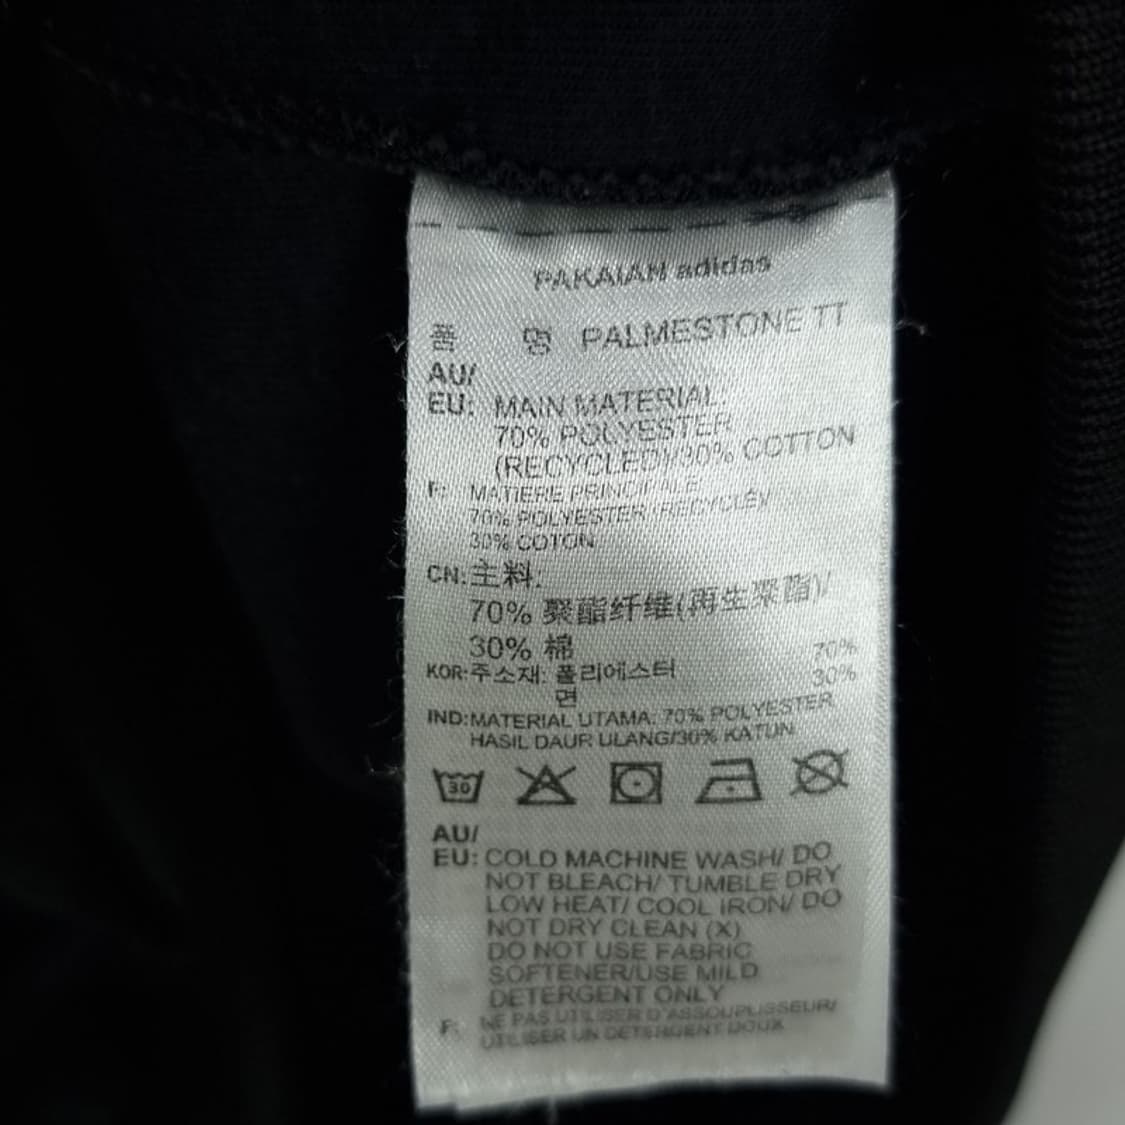 PAKAIAN adidas
품 명 PALMESTONE TT
AU/
EU: MAIN MATERIAL:
70% POLYESTER
(RECYCLED)/30% COTTON
F: MATIERE PRINCIPALE:
70% POLYESTER (RECYCLÉ)/
30% COTON
CN:主料:
70% 聚酯纤维(再生聚酯)/
30% 棉
KOR:주소재: 폴리에스터 70%
면 30%
IND:MATERIAL UTAMA: 70% POLYESTER
HASIL DAUR ULANG/30% KATUN
30
AU/
EU: COLD MACHINE WASH/ DO
NOT BLEACH/ TUMBLE DRY
LOW HEAT/ COOL IRON/ DO
NOT DRY CLEAN (X)
DO NOT USE FABRIC
SOFTENER/USE MILD
DETERGENT ONLY
F: NE PAS UTILISER D'ASSOUPLISSEUR/
UTILISER UN DETERGENT DOUX